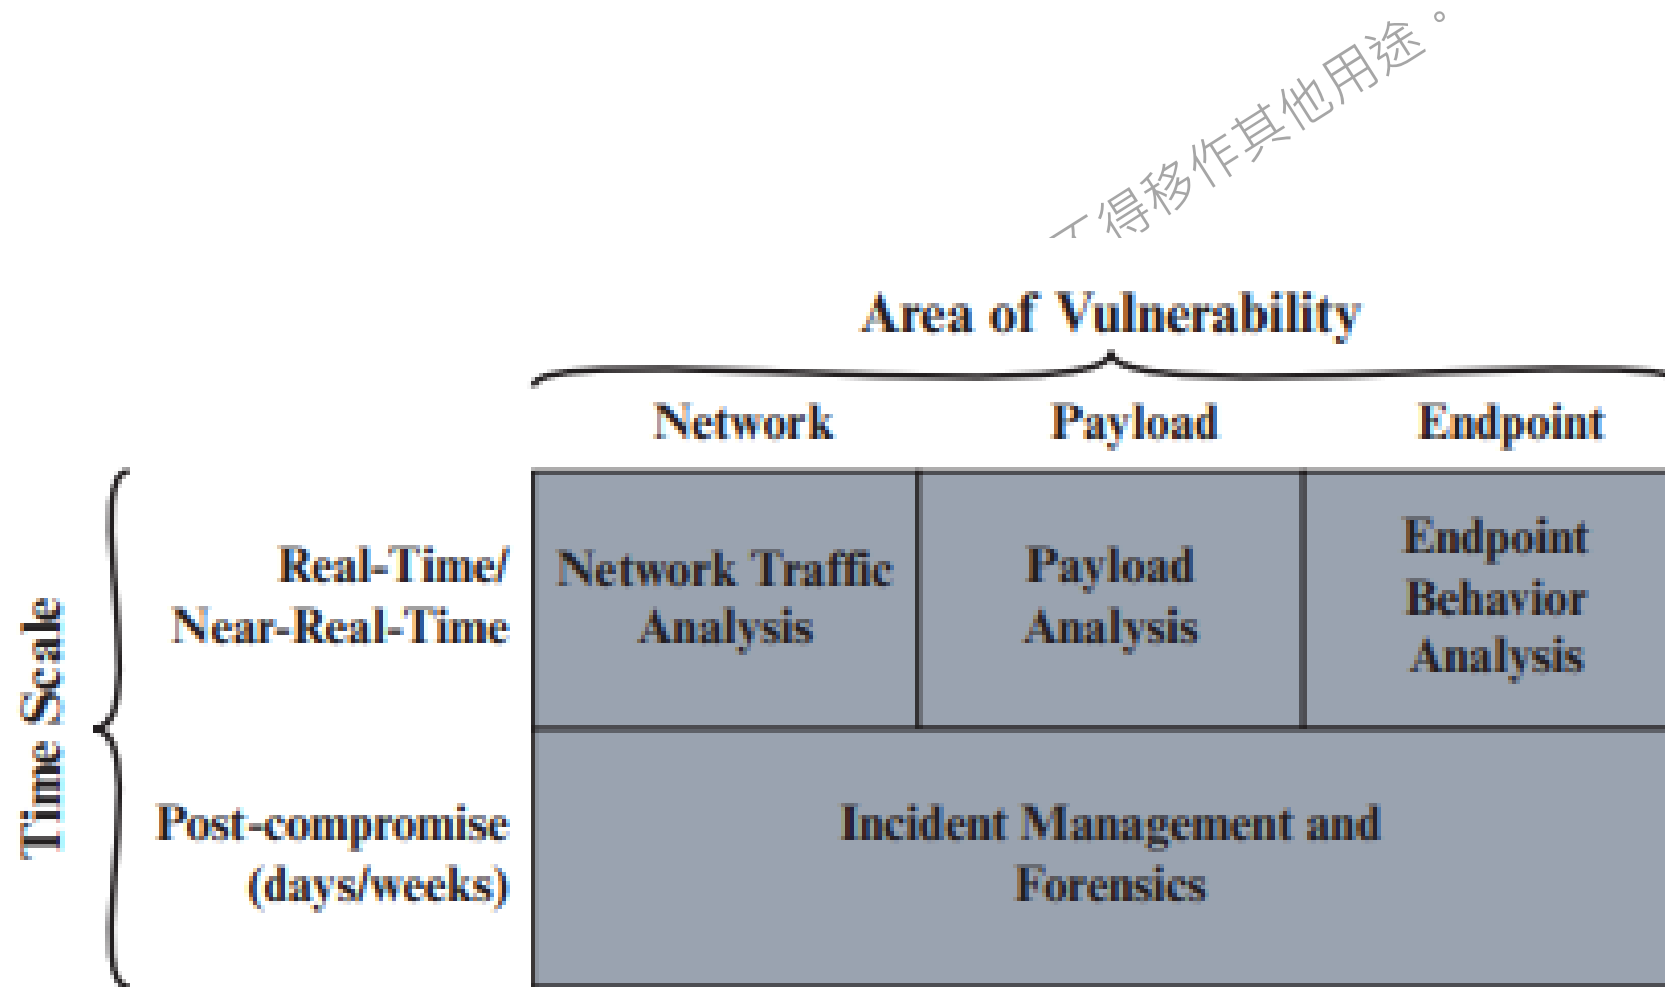 得移作其他用途。
Area of Vulnerability
Network Payload Endpoint
Time Scale
Real-Time/
Near-Real-Time
Network Traffic
Analysis
Payload
Analysis
Endpoint
Behavior
Analysis
Post-compromise
(days/weeks)
Incident Management and
Forensics